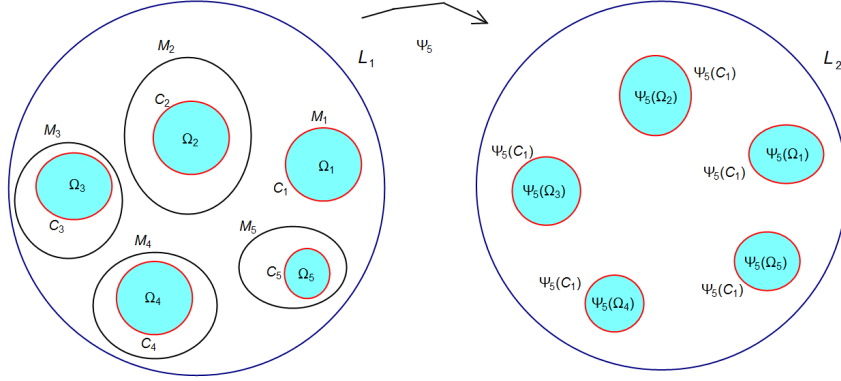 L₁
Ψ₅
L₂
M₂
C₂
Ω₂
M₁
Ω₁
C₁
M₃
Ω₃
C₃
M₄
Ω₄
C₄
M₅
C₅
Ω₅
Ψ₅(C₁)
Ψ₅(Ω₂)
Ψ₅(C₁)
Ψ₅(Ω₁)
Ψ₅(C₁)
Ψ₅(Ω₃)
Ψ₅(Ω₅)
Ψ₅(C₁)
Ψ₅(C₁)
Ψ₅(Ω₄)